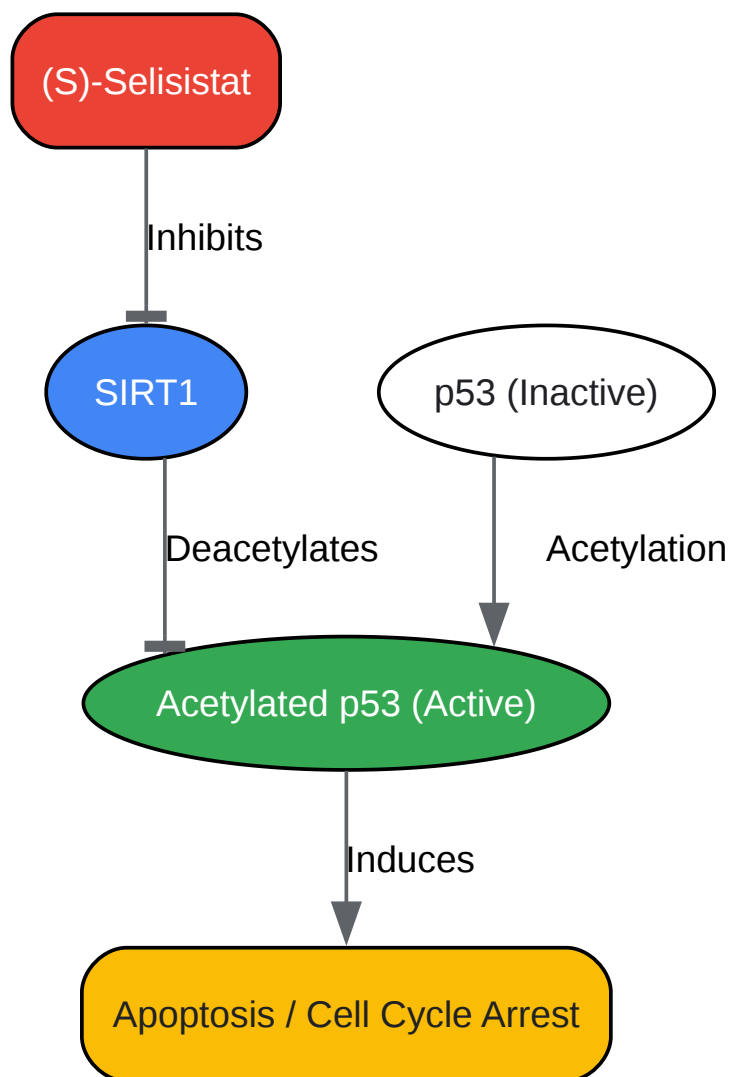 (S)-Selisistat
Inhibits
SIRT1
p53 (Inactive)
Deacetylates
Acetylation
Acetylated p53 (Active)
Induces
Apoptosis / Cell Cycle Arrest